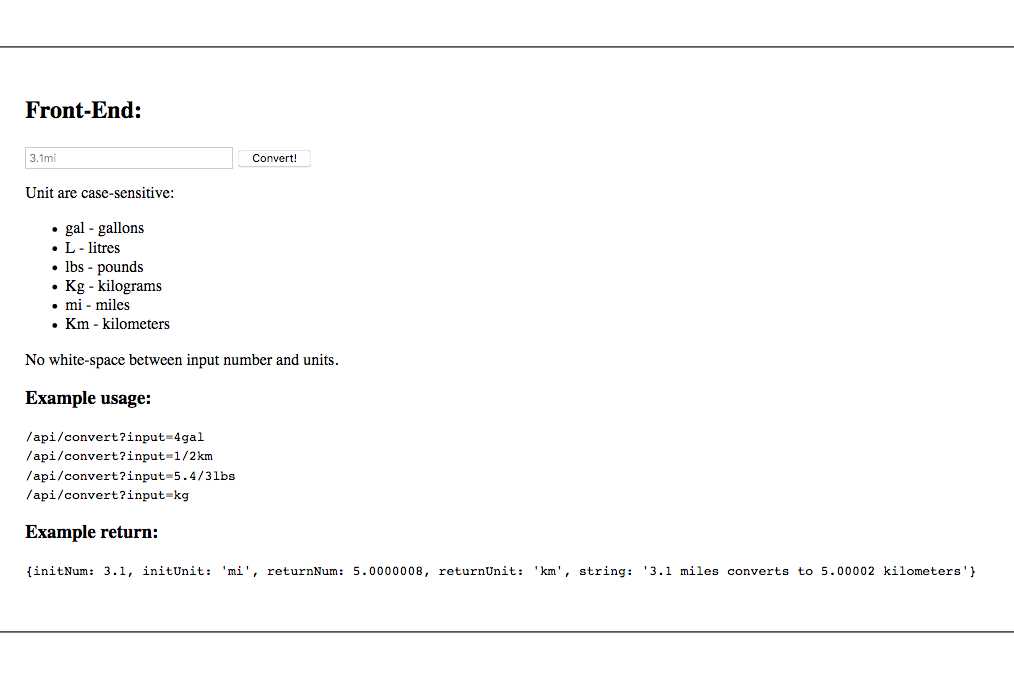 Front-End:
3.1mi Convert!
Unit are case-sensitive:
• gal - gallons
• L - litres
• lbs - pounds
• Kg - kilograms
• mi - miles
• Km - kilometers
No white-space between input number and units.
Example usage:
/api/convert?input=4gal
/api/convert?input=1/2km
/api/convert?input=5.4/3lbs
/api/convert?input=kg
Example return:
{initNum: 3.1, initUnit: 'mi', returnNum: 5.0000008, returnUnit: 'km', string: '3.1 miles converts to 5.00002 kilometers'}